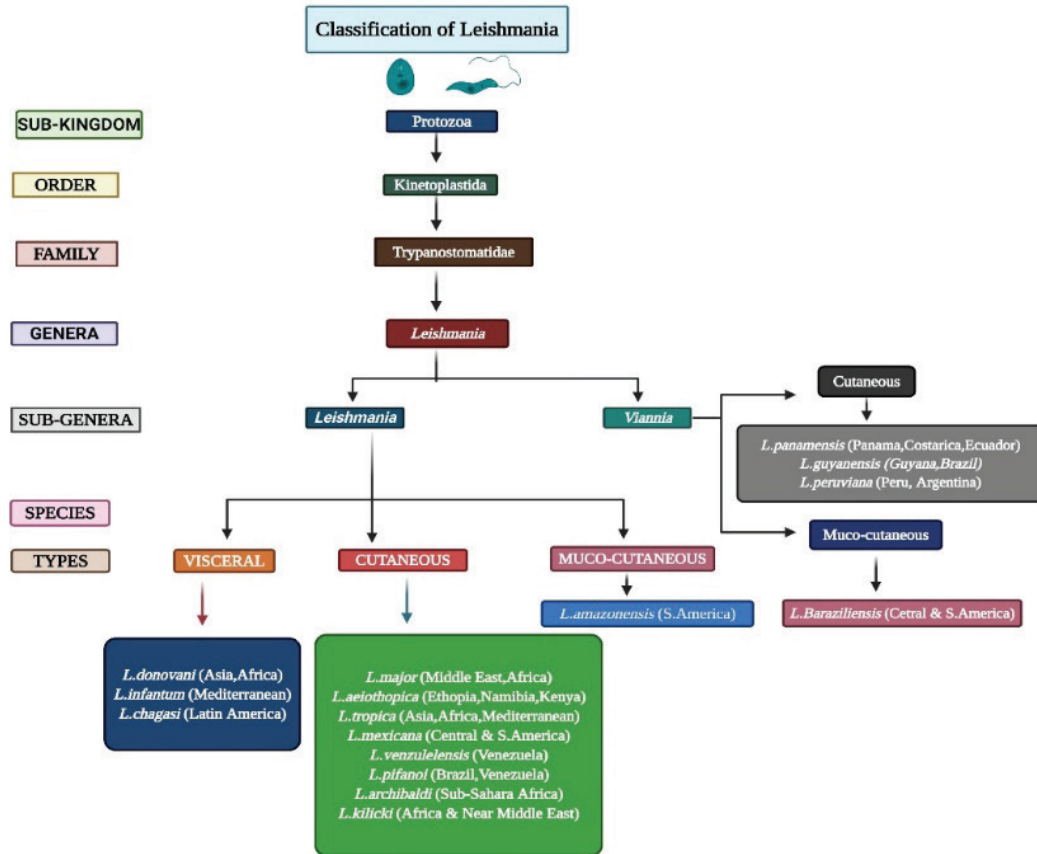 Classification of Leishmania
SUB-KINGDOM
Protozoa
ORDER
Kinetoplastida
FAMILY
Trypanostomatidae
GENERA
Leishmania
SUB-GENERA
Leishmania
Viannia
Cutaneous
L.panamensis (Panama,Costarica,Ecuador)
L.guyanensis (Guyana,Brazil)
L.peruviana (Peru, Argentina)
SPECIES
Muco-cutaneous
TYPES
VISCERAL
CUTANEOUS
MUCO-CUTANEOUS
L.amazonensis (S.America)
L.Baraziliensis (Cetral & S.America)
L.donovani (Asia,Africa)
L.infantum (Mediterranean)
L.chagasi (Latin America)
L.major (Middle East,Africa)
L.aeiothopica (Ethopia,Namibia,Kenya)
L.tropica (Asia,Africa,Mediterranean)
L.mexicana (Central & S.America)
L.venzulelensis (Venezuela)
L.pifanoi (Brazil,Venezuela)
L.archibaldi (Sub-Sahara Africa)
L.kilicki (Africa & Near Middle East)